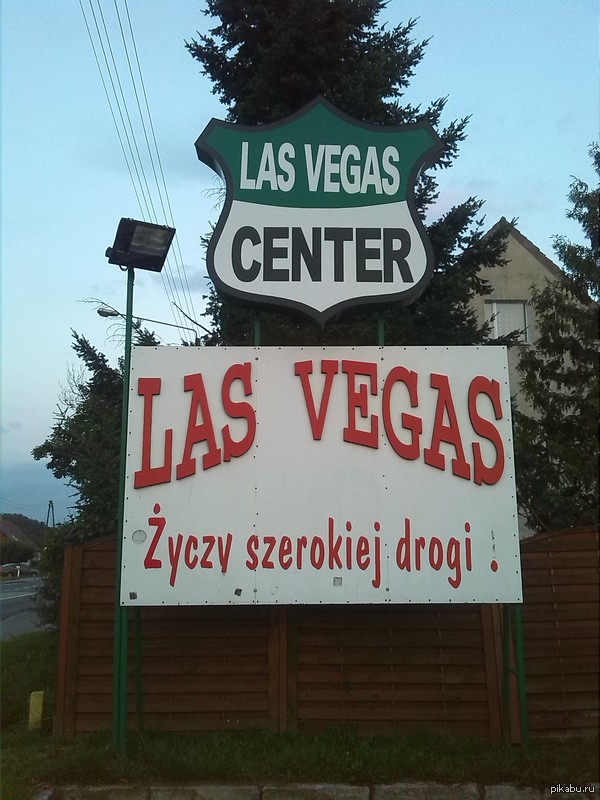 LAS VEGAS
CENTER
LAS VEGAS
Życzy szerokiej drogi !
pikabu.ru